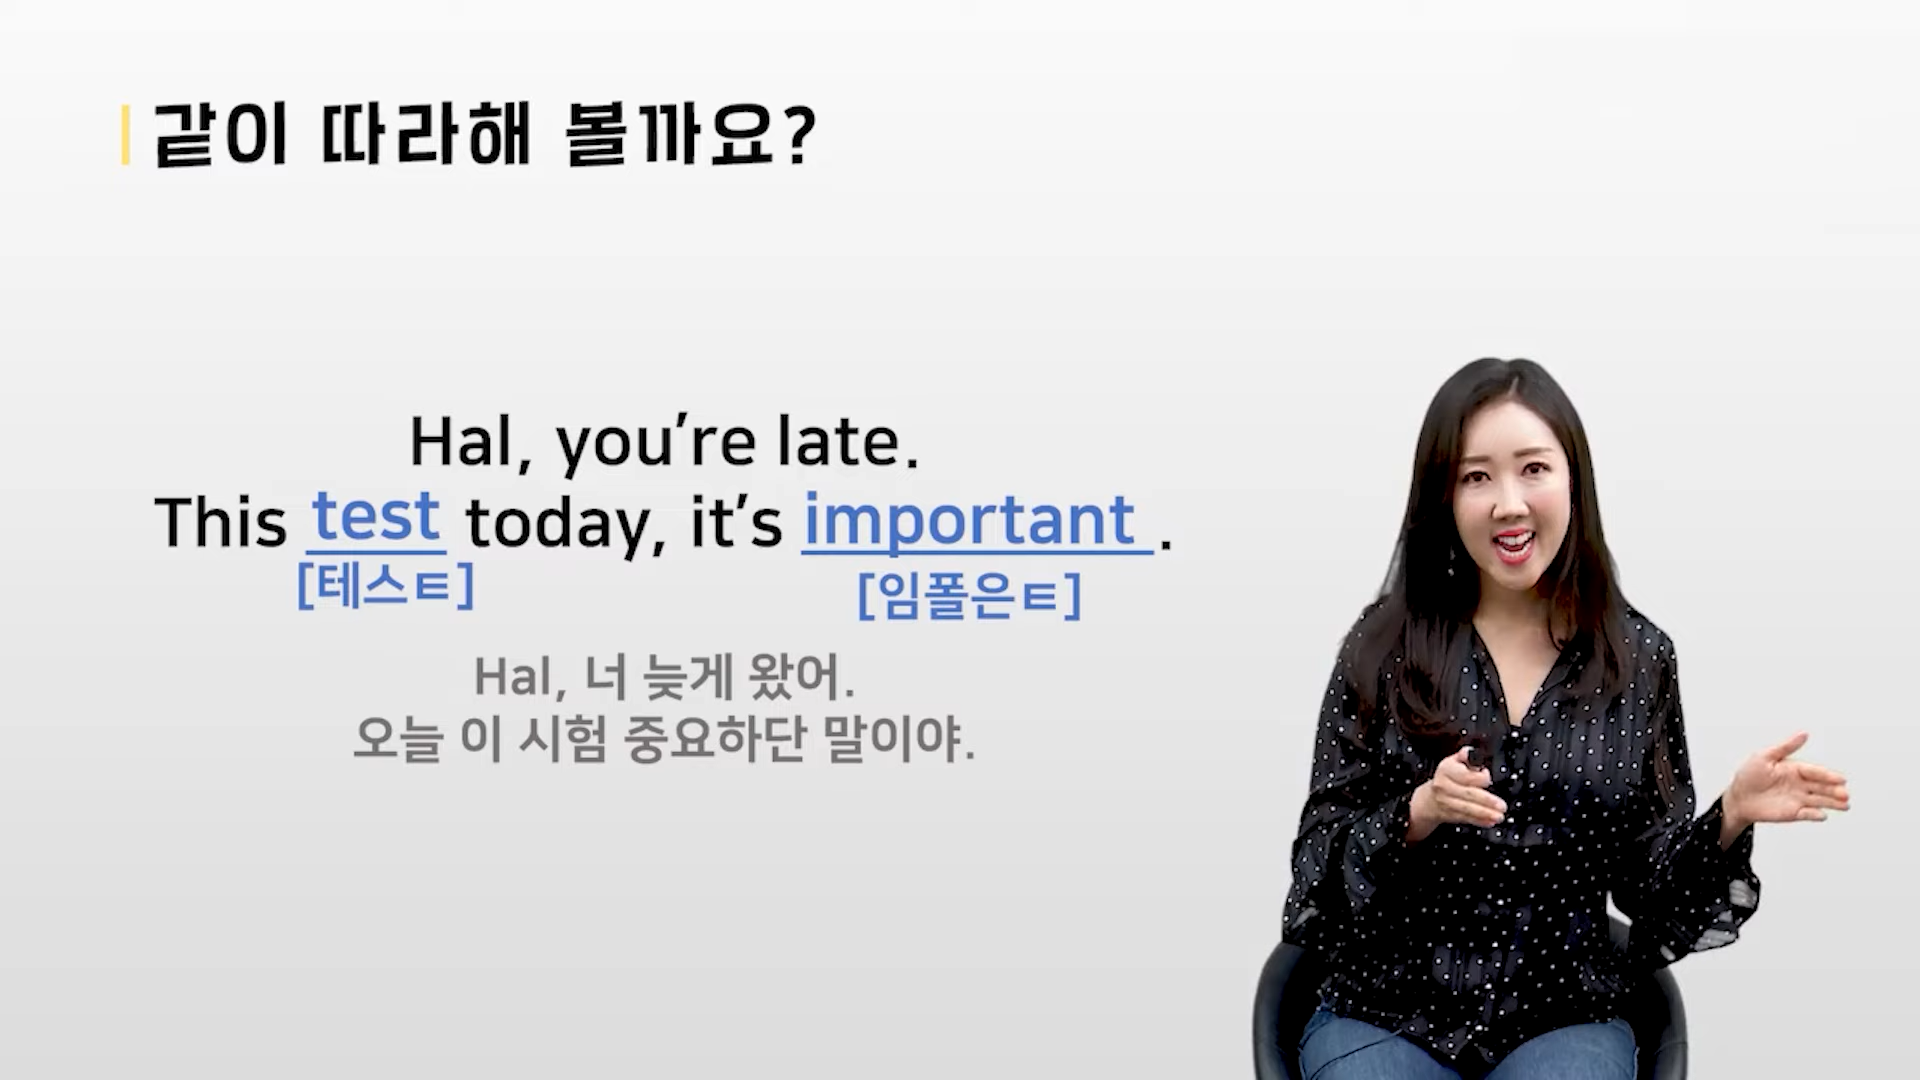 같이 따라해 볼까요?
Hal, you’re late.
This test today, it’s important .
[테스ㅌ]
[임폴은ㅌ]
Hal, 너 늦게 왔어.
오늘 이 시험 중요하단 말이야.